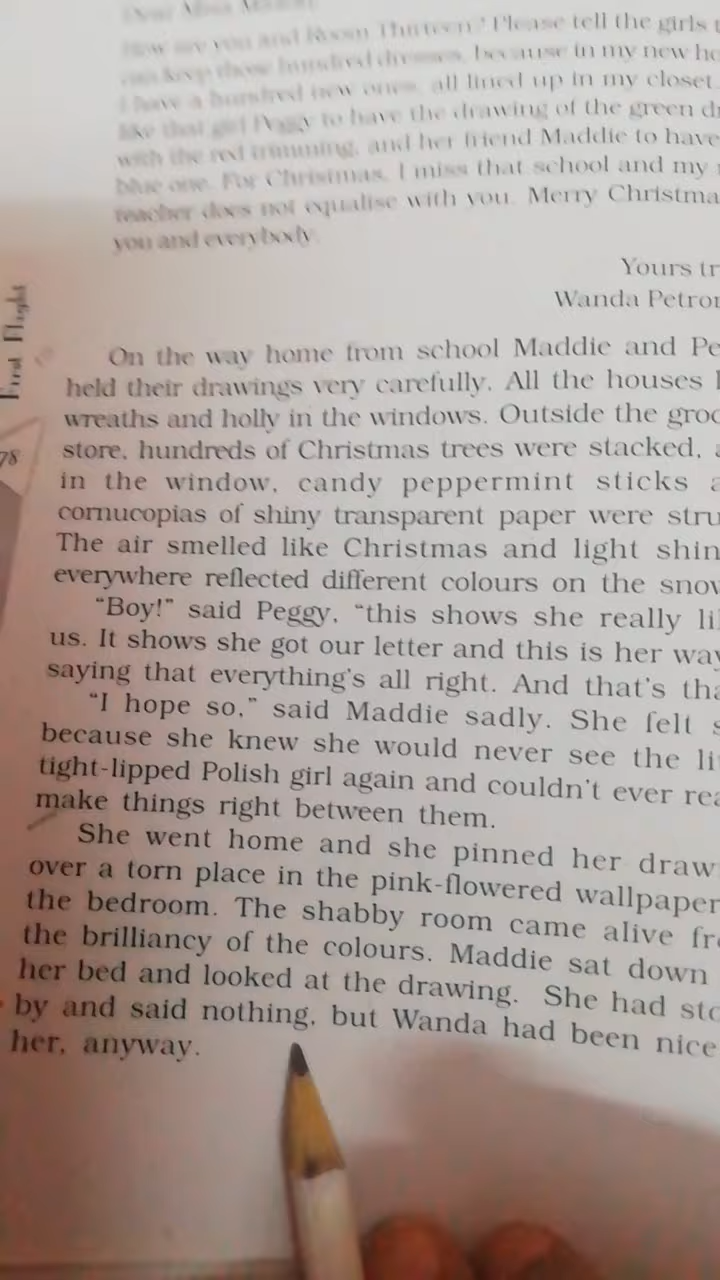 Dear Miss Mason:
How are you and Room Thirteen? Please tell the girls t
can keep those hundred dresses, because in my new ho
I have a hundred new ones, all lined up in my closet.
like that girl Peggy to have the drawing of the green dr
with the red trimming, and her friend Maddie to have
blue one. For Christmas. I miss that school and my
teacher does not equalise with you. Merry Christma
you and everybody.
Yours tr
Wanda Petron
First Flight
78
On the way home from school Maddie and Pe
held their drawings very carefully. All the houses h
wreaths and holly in the windows. Outside the groc
store, hundreds of Christmas trees were stacked, a
in the window, candy peppermint sticks a
cornucopias of shiny transparent paper were stru
The air smelled like Christmas and light shin
everywhere reflected different colours on the snow
“Boy!” said Peggy, “this shows she really li
us. It shows she got our letter and this is her way
saying that everything's all right. And that's tha
“I hope so,” said Maddie sadly. She felt s
because she knew she would never see the lit
tight-lipped Polish girl again and couldn't ever rea
make things right between them.
She went home and she pinned her draw
over a torn place in the pink-flowered wallpaper
the bedroom. The shabby room came alive fro
the brilliancy of the colours. Maddie sat down
her bed and looked at the drawing. She had sto
by and said nothing, but Wanda had been nice
her, anyway.